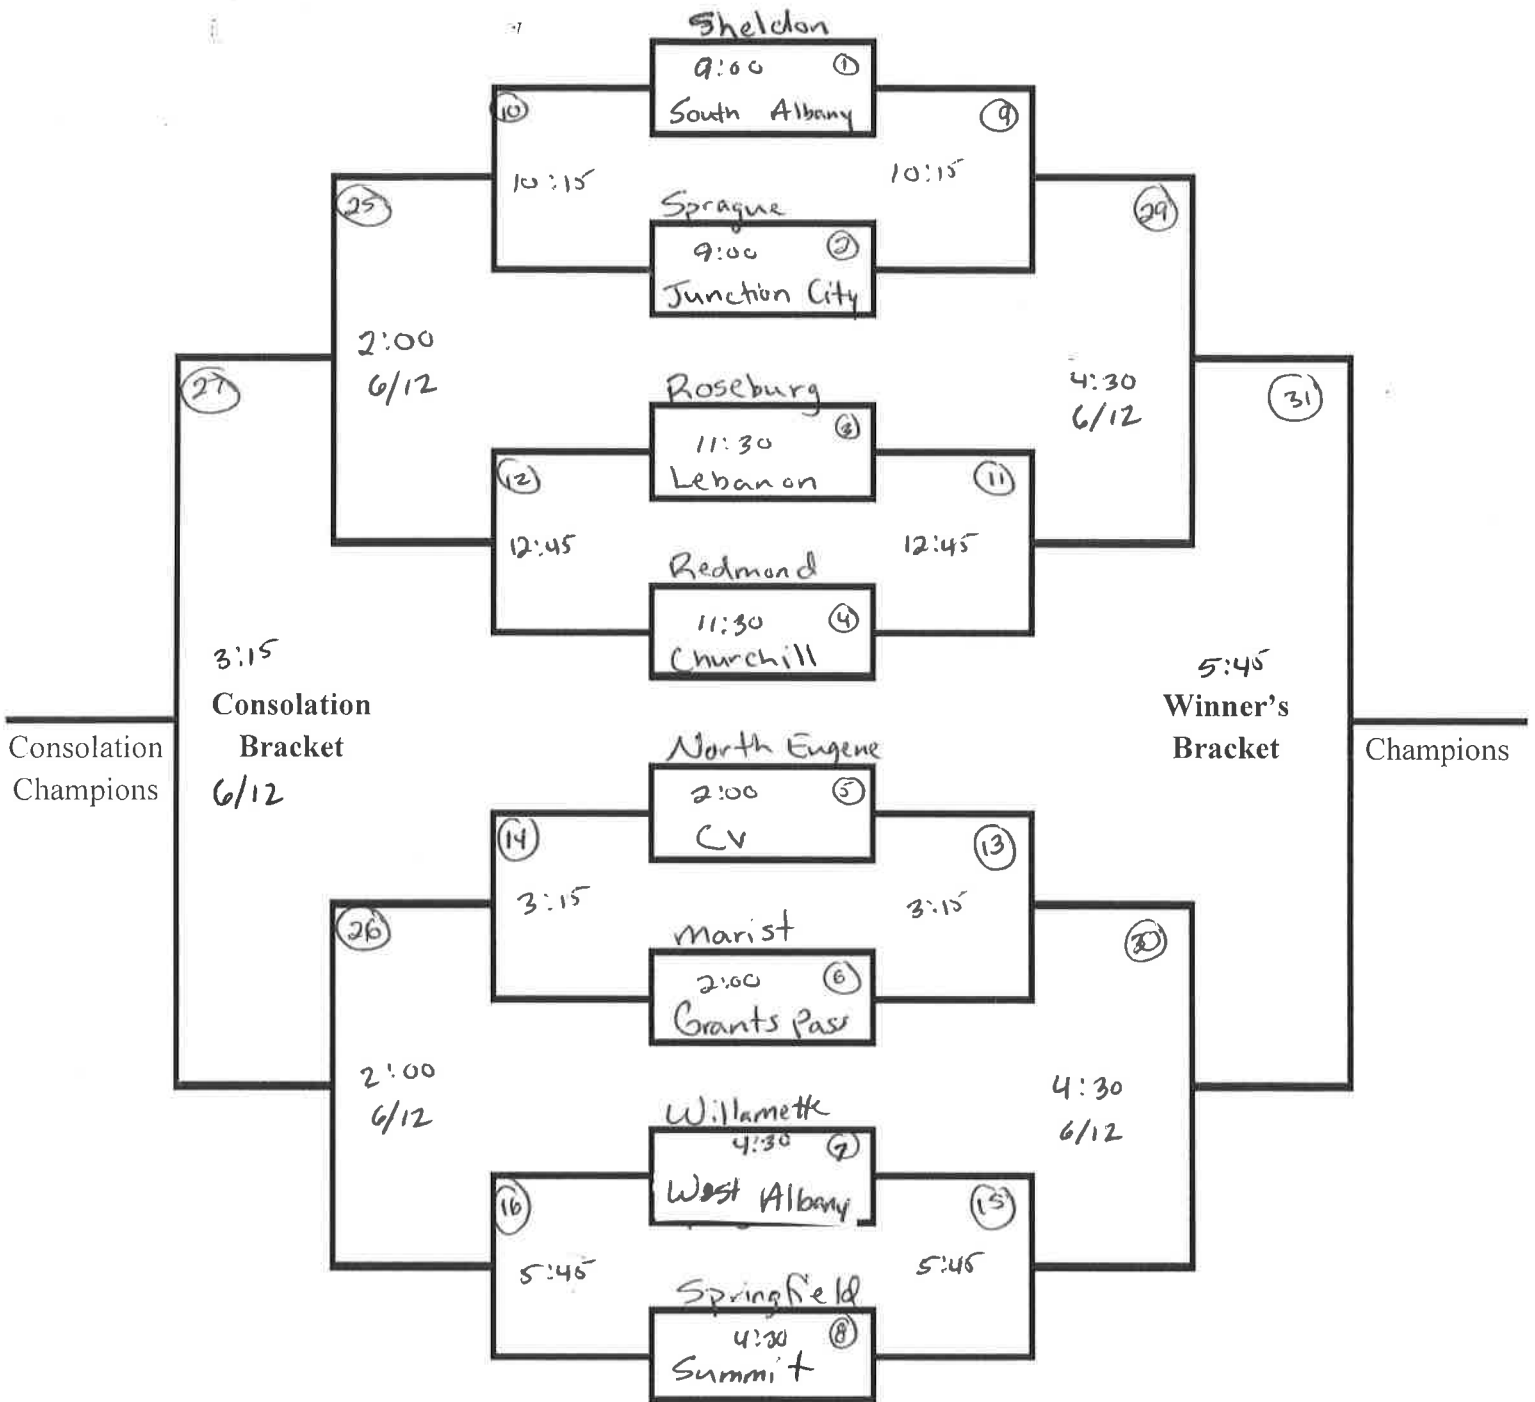 Sheldon
9:00 1
South Albany
10
9
10:15
10:15
Sprague
9:00 2
Junction City
25
29
2:00
6/12
4:30
6/12
27
31
Roseburg
11:30 3
Lebanon
12
11
12:45
12:45
Redmond
11:30 4
Churchill
3:15
Consolation
Bracket
6/12
5:45
Winner's
Bracket
Consolation
Champions
Champions
North Eugene
2:00 5
CV
14
13
3:15
3:15
Marist
2:00 6
Grants Pass
26
30
2:00
6/12
4:30
6/12
Willamette
4:30 7
West Albany
16
15
5:45
5:45
Springfield
4:30 8
Summit